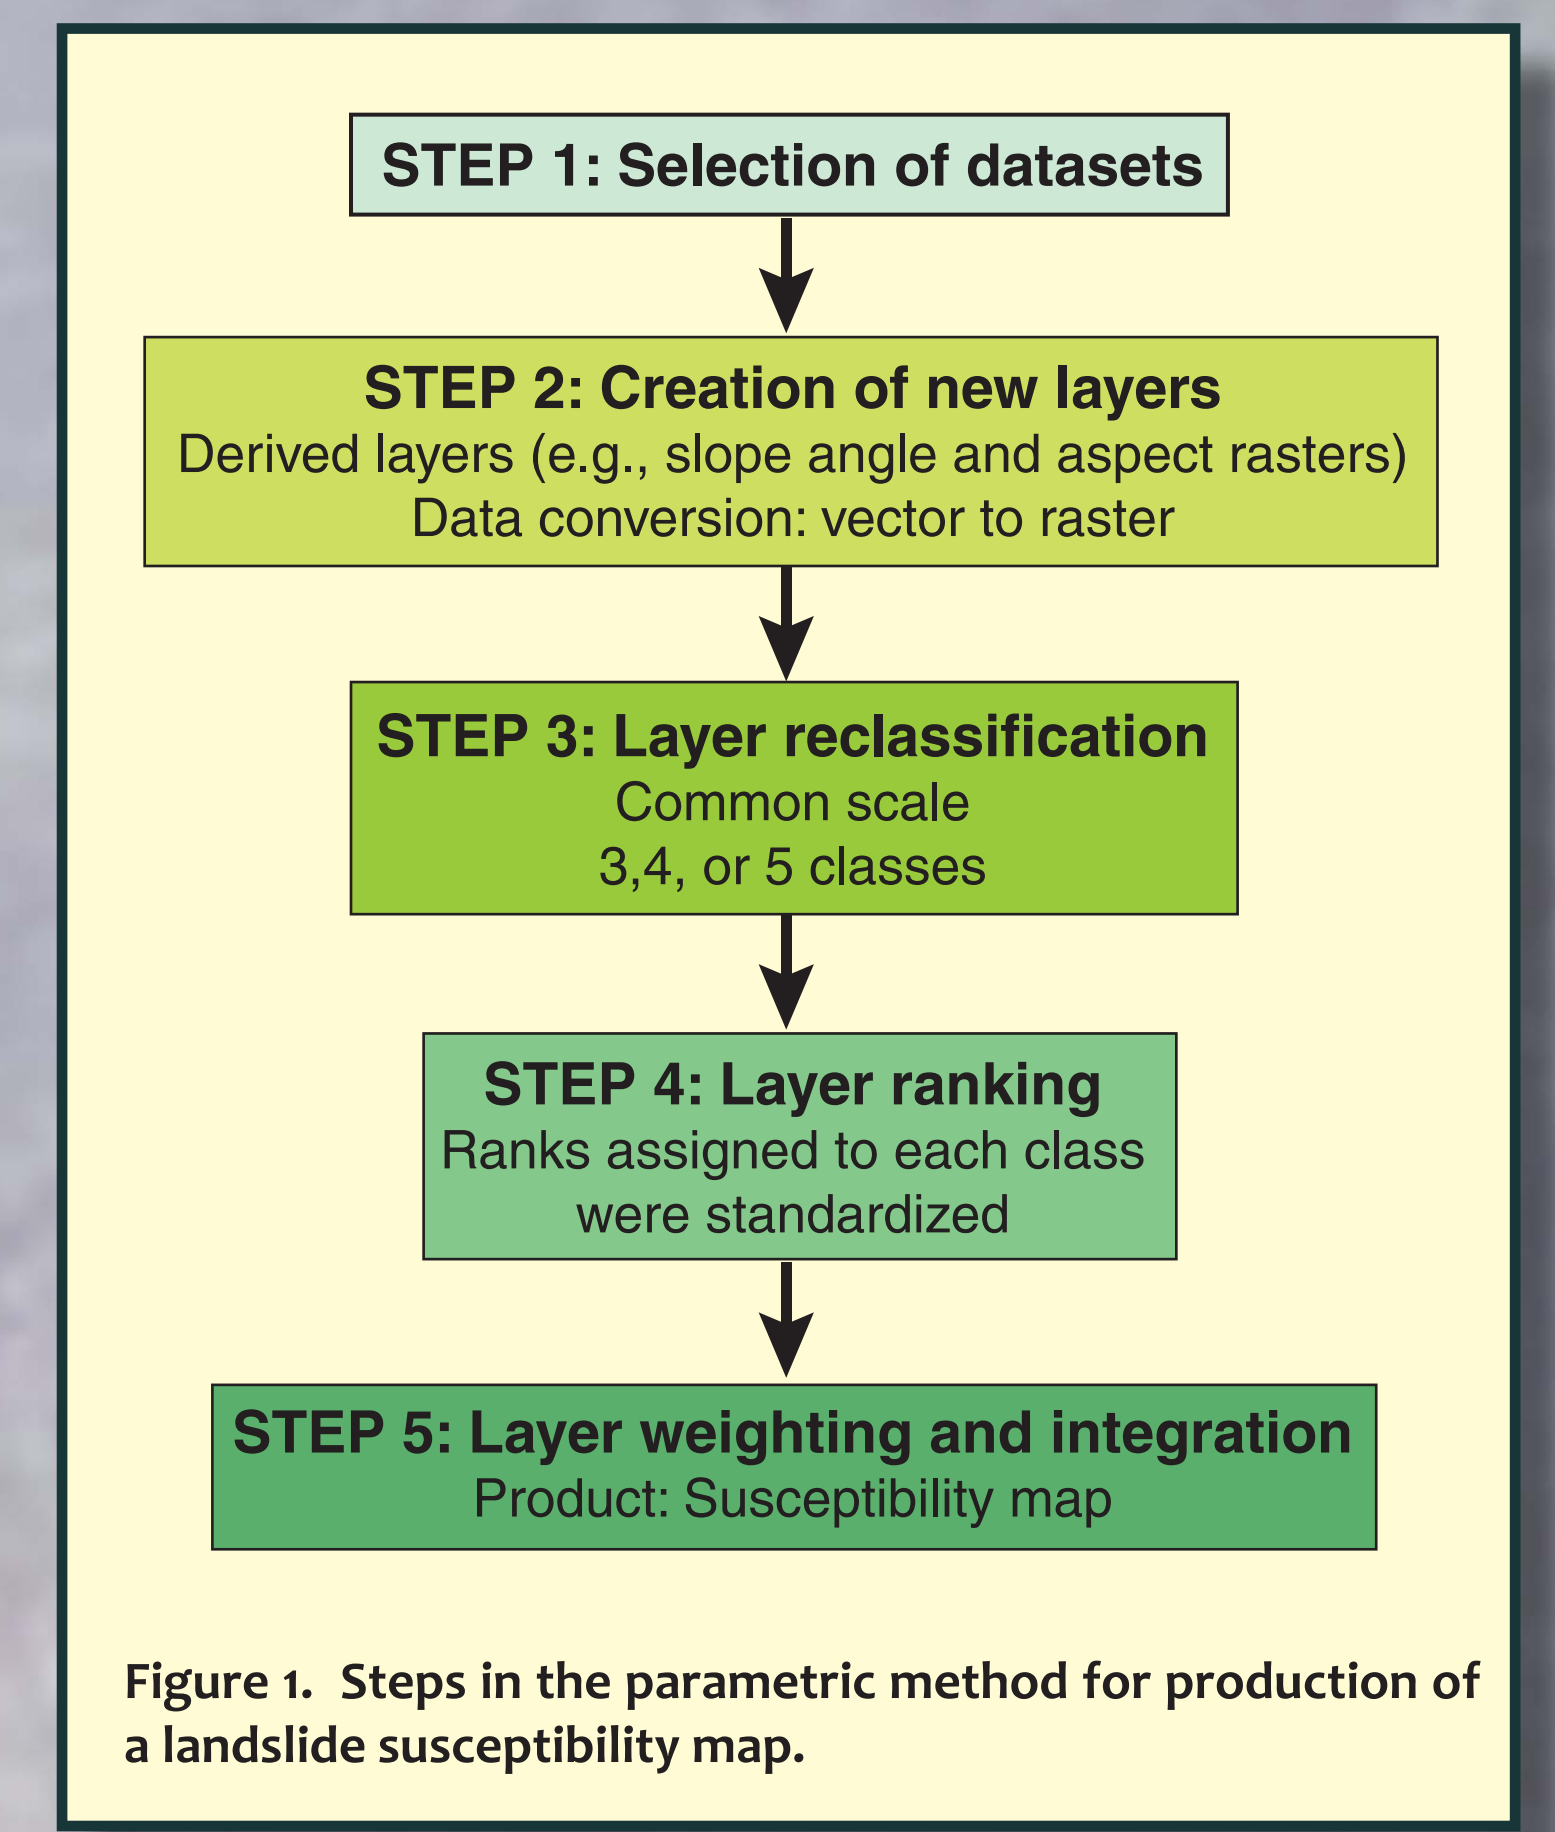 STEP 1: Selection of datasets
STEP 2: Creation of new layers
Derived layers (e.g., slope angle and aspect rasters)
Data conversion: vector to raster
STEP 3: Layer reclassification
Common scale
3,4, or 5 classes
STEP 4: Layer ranking
Ranks assigned to each class
were standardized
STEP 5: Layer weighting and integration
Product: Susceptibility map
Figure 1. Steps in the parametric method for production of
a landslide susceptibility map.